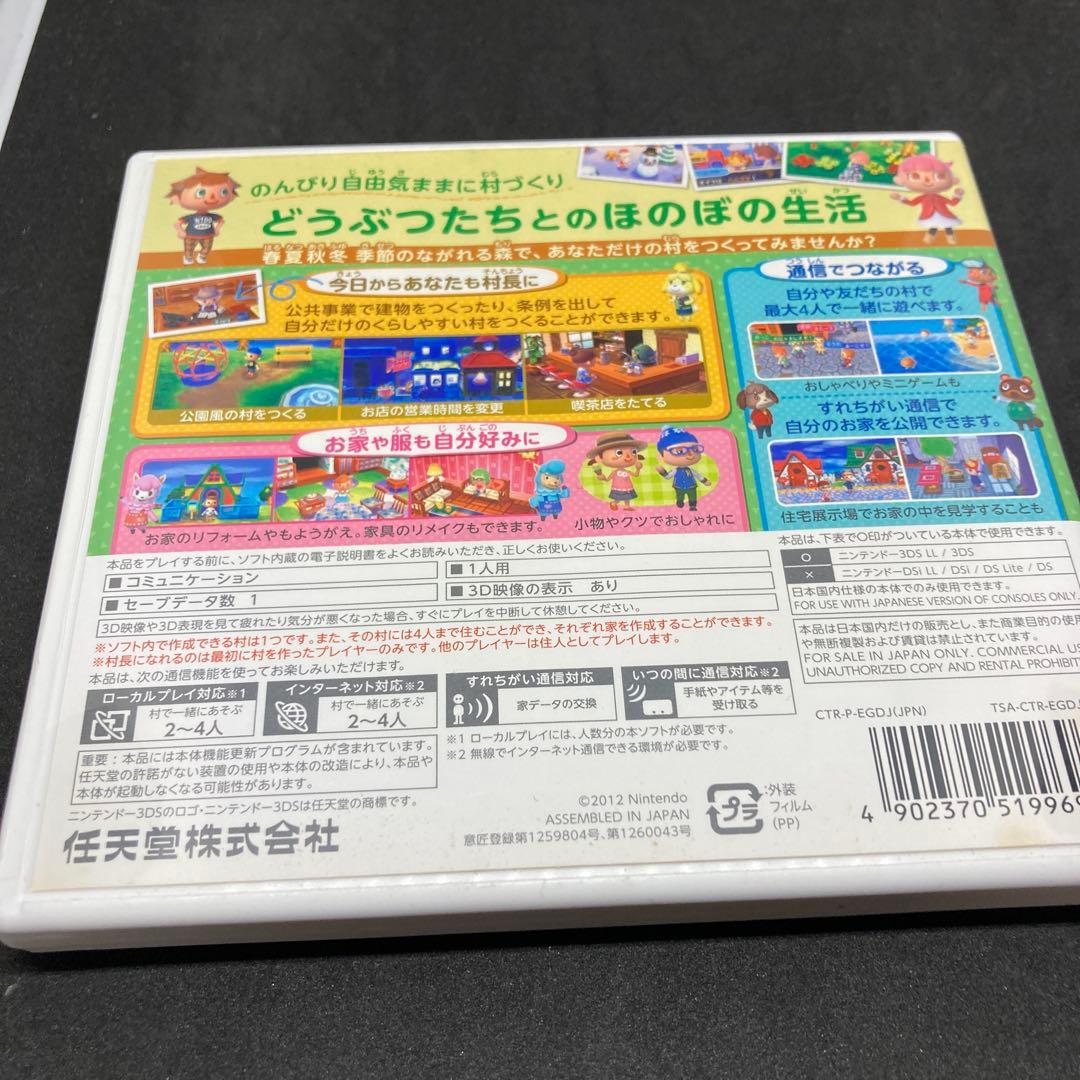 のんびり自由気ままに村づくり
どうぶつたちとのほのぼの生活
春夏秋冬 季節のながれる森で、あなただけの村をつくってみませんか?
今日からあなたも村長に
公共事業で建物をつくったり、条例を出して
自分だけのくらしやすい村をつくることができます。
公園風の村をつくる
お店の営業時間を変更
喫茶店をたてる
お家や服も自分好みに
お家のリフォームやもようがえ。家具のリメイクもできます。
小物やクツでおしゃれに
通信でつながる
自分や友だちの村で
最大4人で一緒に遊べます。
おしゃべりやミニゲームも
すれちがい通信で
自分のお家を公開できます。
住宅展示場でお家の中を見学することも
本品をプレイする前に、ソフト内蔵の電子説明書をよくお読みいただき、正しくお使いください。
■コミュニケーション
■1人用
■セーブデータ数 1
■3D映像の表示 あり
3D映像や3D表現を見て疲れたり気分が悪くなった場合、すぐにプレイを中断して休憩してください。
※ソフト内で作成できる村は1つです。また、その村には4人まで住むことができ、それぞれ家を作成することができます。
※村長になれるのは最初に村を作ったプレイヤーのみです。他のプレイヤーは住人としてプレイします。
本品は、次の通信機能を使ってお楽しみいただけます。
ローカルプレイ対応※1
村で一緒にあそぶ
2〜4人
インターネット対応※2
村で一緒にあそぶ
2〜4人
すれちがい通信対応
家データの交換
いつの間に通信対応※2
手紙やアイテム等を
受け取る
※1 ローカルプレイには、人数分の本ソフトが必要です。
※2 無線でインターネット通信できる環境が必要です。
重要:本品には本体機能更新プログラムが含まれています。
任天堂の許諾がない装置の使用や本体の改造により、本品や
本体が起動しなくなる可能性があります。
ニンテンドー3DSのロゴ・ニンテンドー3DSは任天堂の商標です。
任天堂株式会社
©2012 Nintendo
ASSEMBLED IN JAPAN
意匠登録第1259804号、第1260043号
プラ
:外装
フィルム
(PP)
本品は、下表で○印がついている本体で使用できます。
○ ニンテンドー3DS LL / 3DS
× ニンテンドーDSi LL / DSi / DS Lite / DS
日本国内仕様の本体でのみ使用できます。
FOR USE WITH JAPANESE VERSION OF CONSOLES ONLY.
本品は日本国内だけの販売とし、また商業目的の使用
や無断複製および賃貸は禁止されています。
FOR SALE IN JAPAN ONLY. COMMERCIAL US
UNAUTHORIZED COPY AND RENTAL PROHIBIT
CTR-P-EGDJ(JPN)
TSA-CTR-EGDJ
4 902370 519969